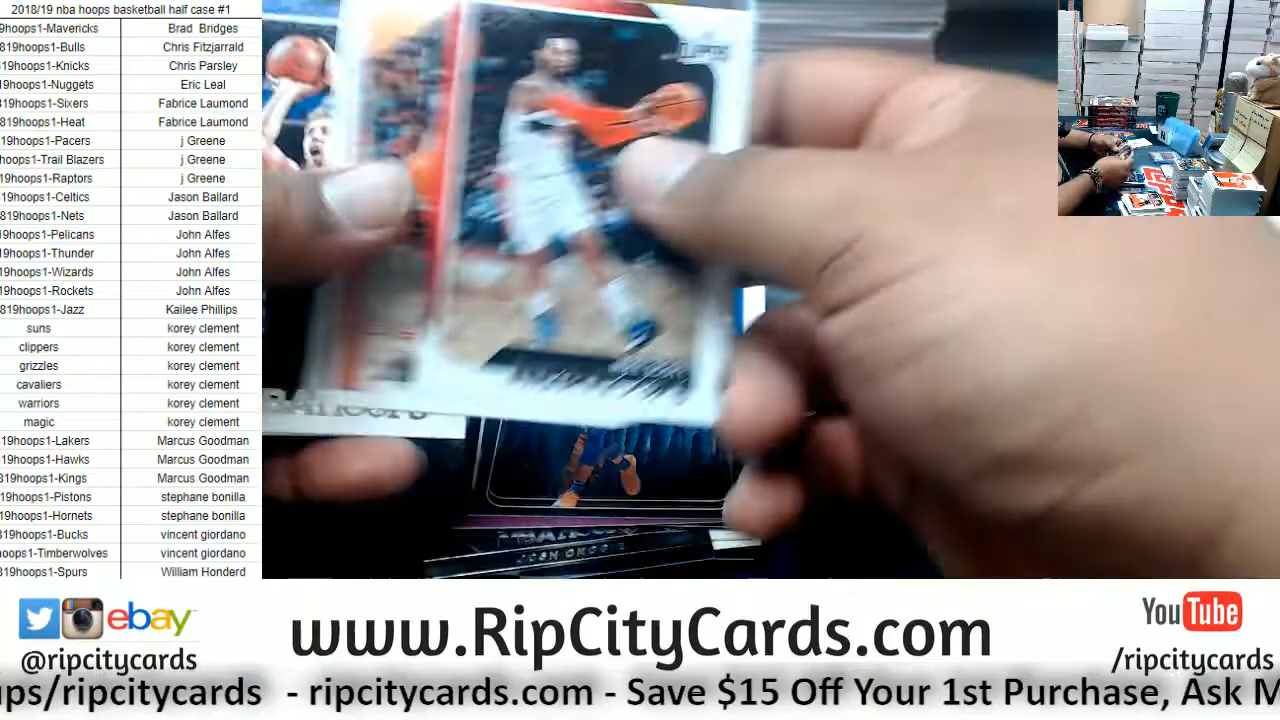 2018/19 nba hoops basketball half case #1
9hoops1-Mavericks Brad Bridges
819hoops1-Bulls Chris Fitzjarrald
19hoops1-Knicks Chris Parsley
19hoops1-Nuggets Eric Leal
819hoops1-Sixers Fabrice Laumond
819hoops1-Heat Fabrice Laumond
19hoops1-Pacers j Greene
hoops1-Trail Blazers j Greene
19hoops1-Raptors j Greene
19hoops1-Celtics Jason Ballard
819hoops1-Nets Jason Ballard
19hoops1-Pelicans John Alfes
19hoops1-Thunder John Alfes
19hoops1-Wizards John Alfes
19hoops1-Rockets John Alfes
819hoops1-Jazz Kailee Phillips
suns korey clement
clippers korey clement
grizzles korey clement
cavaliers korey clement
warriors korey clement
magic korey clement
19hoops1-Lakers Marcus Goodman
19hoops1-Hawks Marcus Goodman
819hoops1-Kings Marcus Goodman
19hoops1-Pistons stephane bonilla
19hoops1-Hornets stephane bonilla
819hoops1-Bucks vincent giordano
hoops1-Timberwolves vincent giordano
819hoops1-Spurs William Honderd
JOSH OKOGIE
ebay
@ripcitycards
www.RipCityCards.com
YouTube
/ripcitycards
ups/ripcitycards - ripcitycards.com - Save $15 Off Your 1st Purchase, Ask M